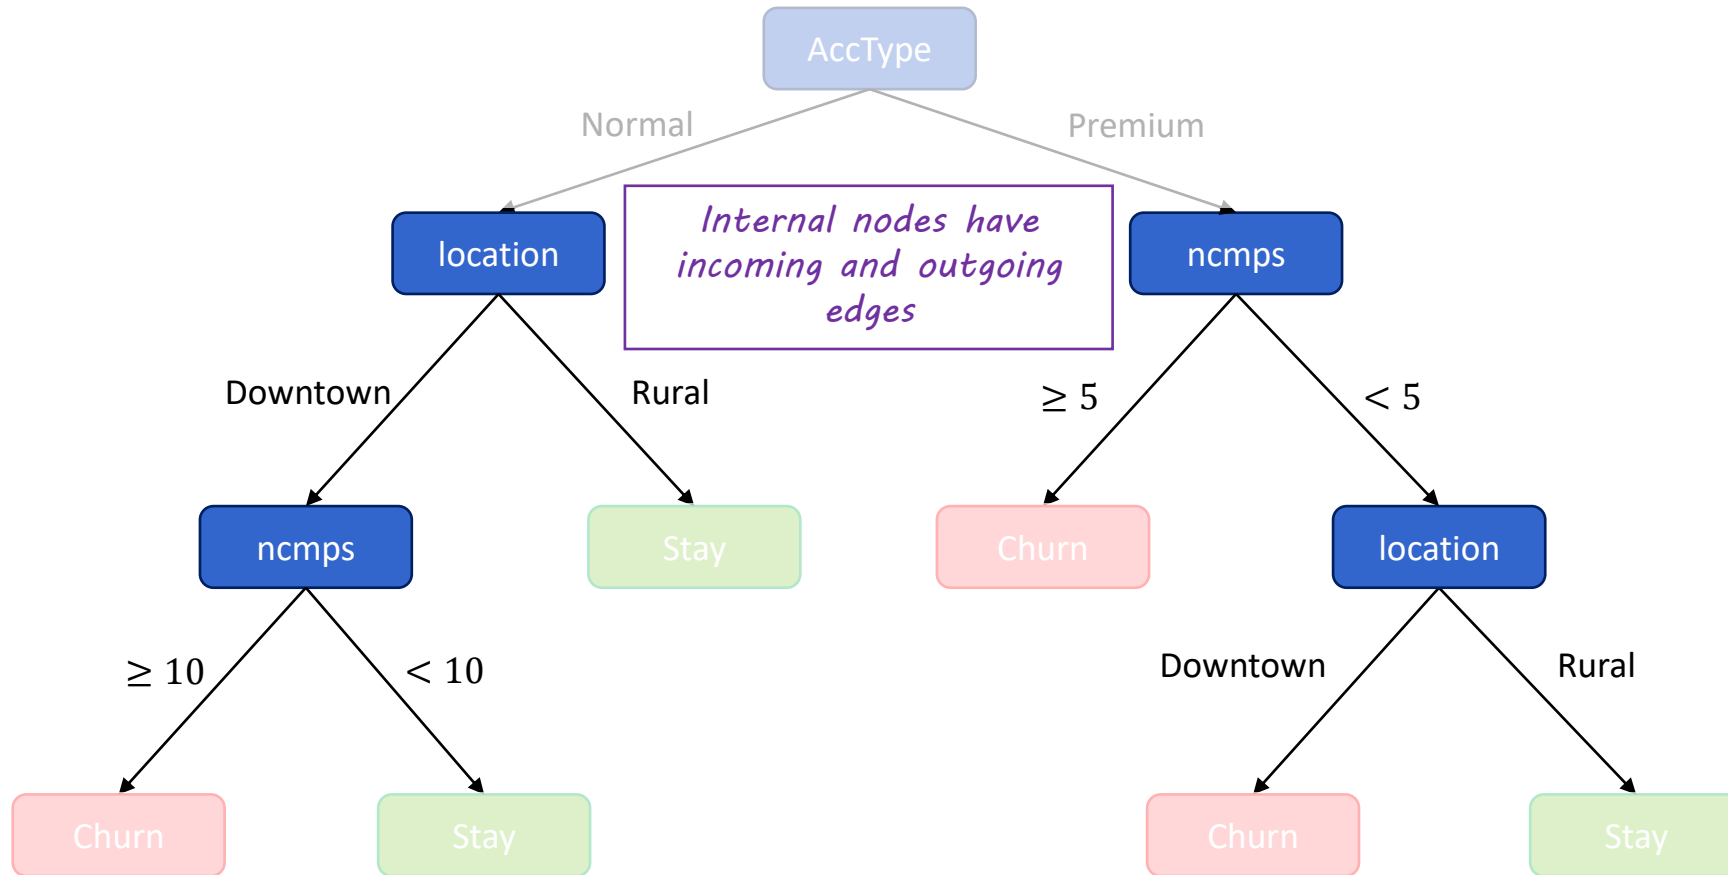 AccType
Normal
Premium
location
Internal nodes have
incoming and outgoing
edges
ncmps
Downtown
Rural
≥ 5
< 5
ncmps
Stay
Churn
location
≥ 10
< 10
Downtown
Rural
Churn
Stay
Churn
Stay